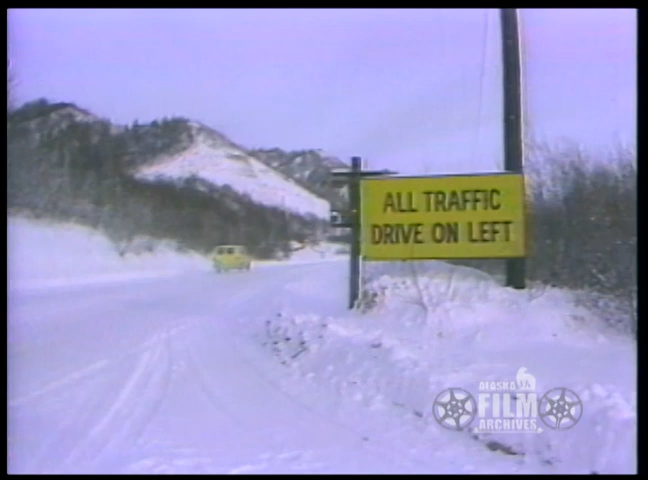 ALL TRAFFIC
DRIVE ON LEFT
ALASKA
FILM
ARCHIVES